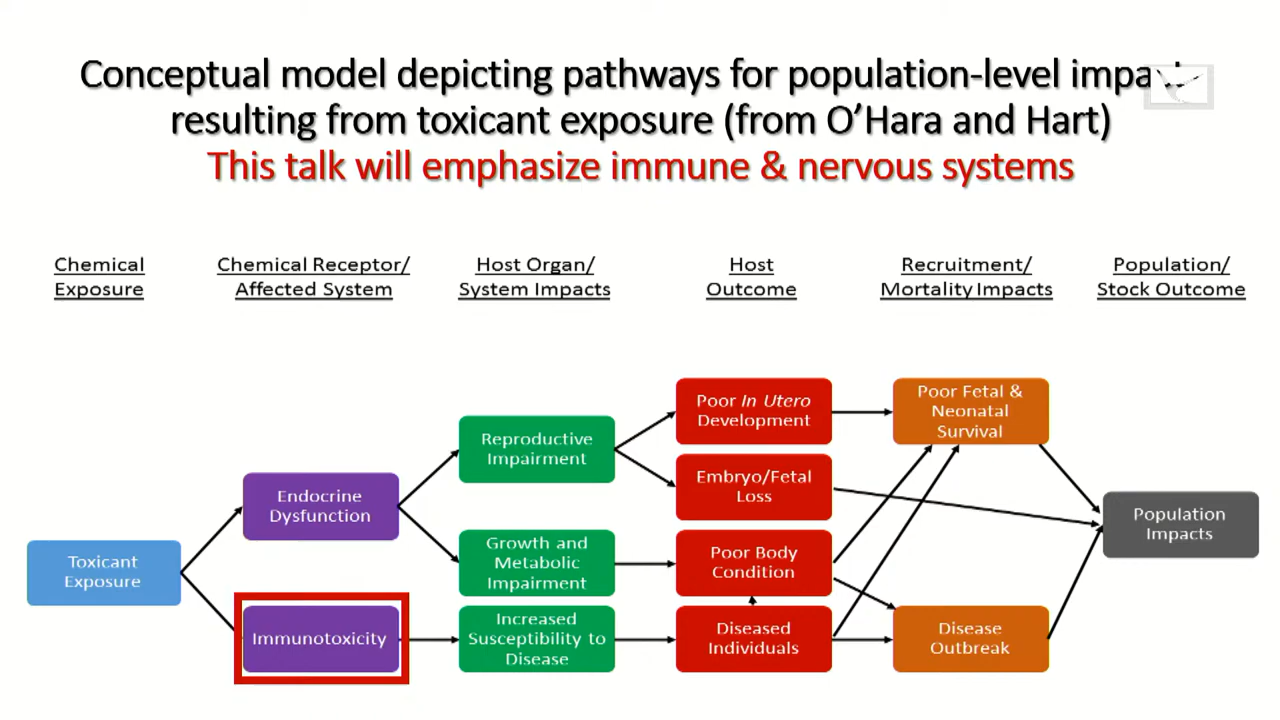 Conceptual model depicting pathways for population-level impacts
resulting from toxicant exposure (from O'Hara and Hart)
This talk will emphasize immune & nervous systems
Chemical
Exposure
Chemical Receptor/
Affected System
Host Organ/
System Impacts
Host
Outcome
Recruitment/
Mortality Impacts
Population/
Stock Outcome
Toxicant
Exposure
Endocrine
Dysfunction
Immunotoxicity
Reproductive
Impairment
Growth and
Metabolic
Impairment
Increased
Susceptibility to
Disease
Poor In Utero
Development
Embryo/Fetal
Loss
Poor Body
Condition
Diseased
Individuals
Poor Fetal &
Neonatal
Survival
Disease
Outbreak
Population
Impacts